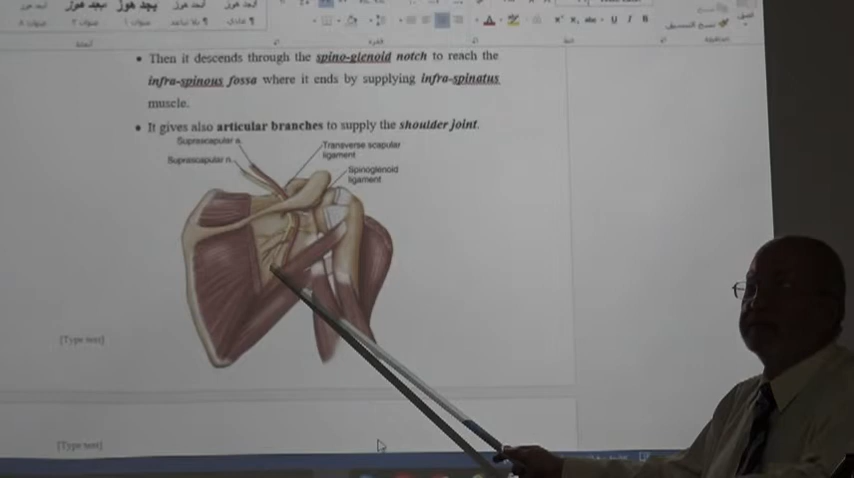 • Then it descends through the spino-glenoid notch to reach the
infra-spinous fossa where it ends by supplying infra-spinatus
muscle.
• It gives also articular branches to supply the shoulder joint.
Suprascapular a.
Suprascapular n.
Transverse scapular
ligament
Spinoglenoid
ligament
[Type text]
[Type text]